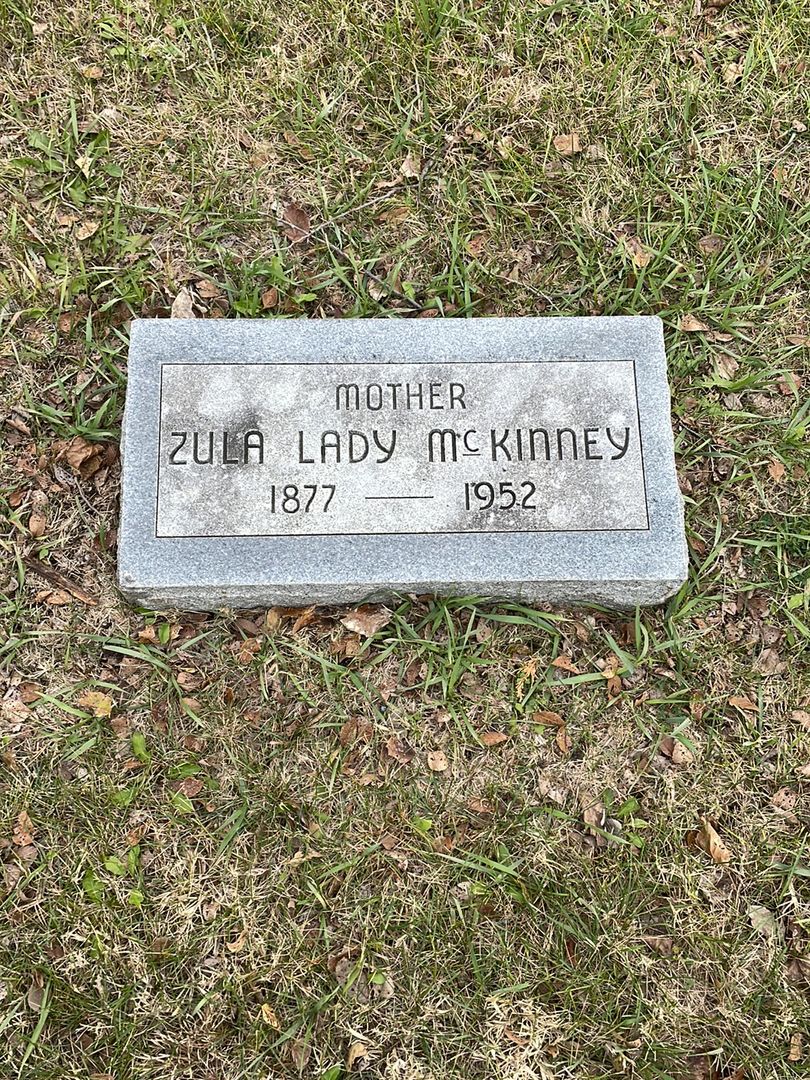 MOTHER
ZULA LADY McKINNEY
1877 — 1952